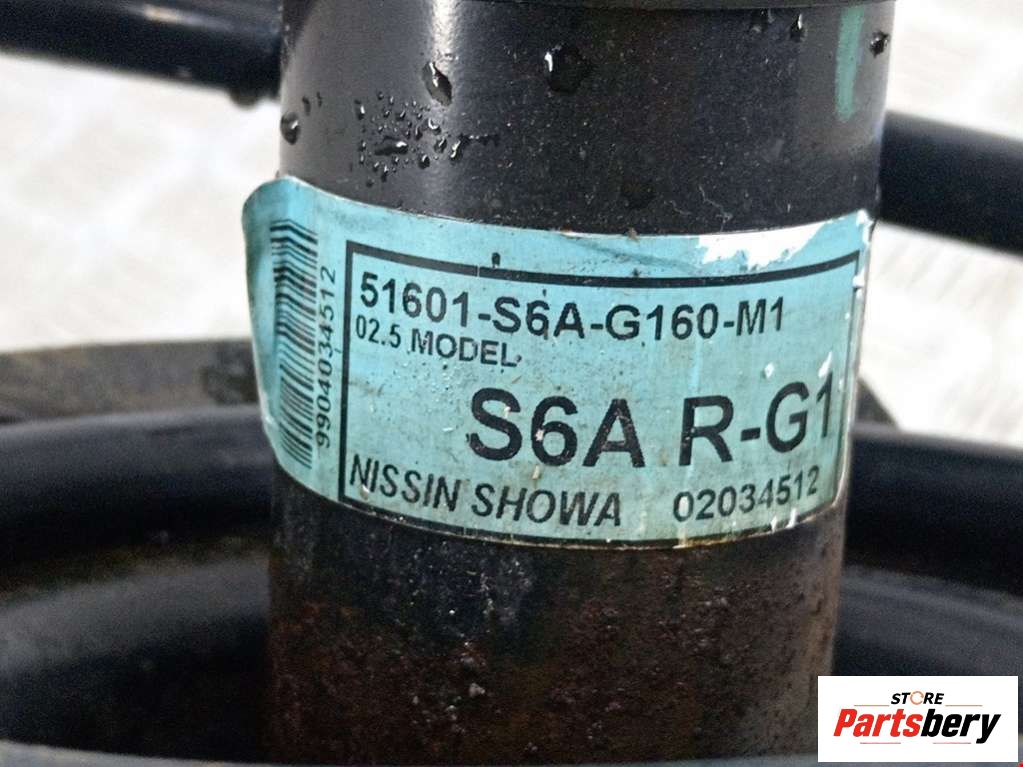 51601-S6A-G160-M1
02.5 MODEL
S6A R-G1
NISSIN SHOWA 02034512
9904034512
STORE
Partsbery